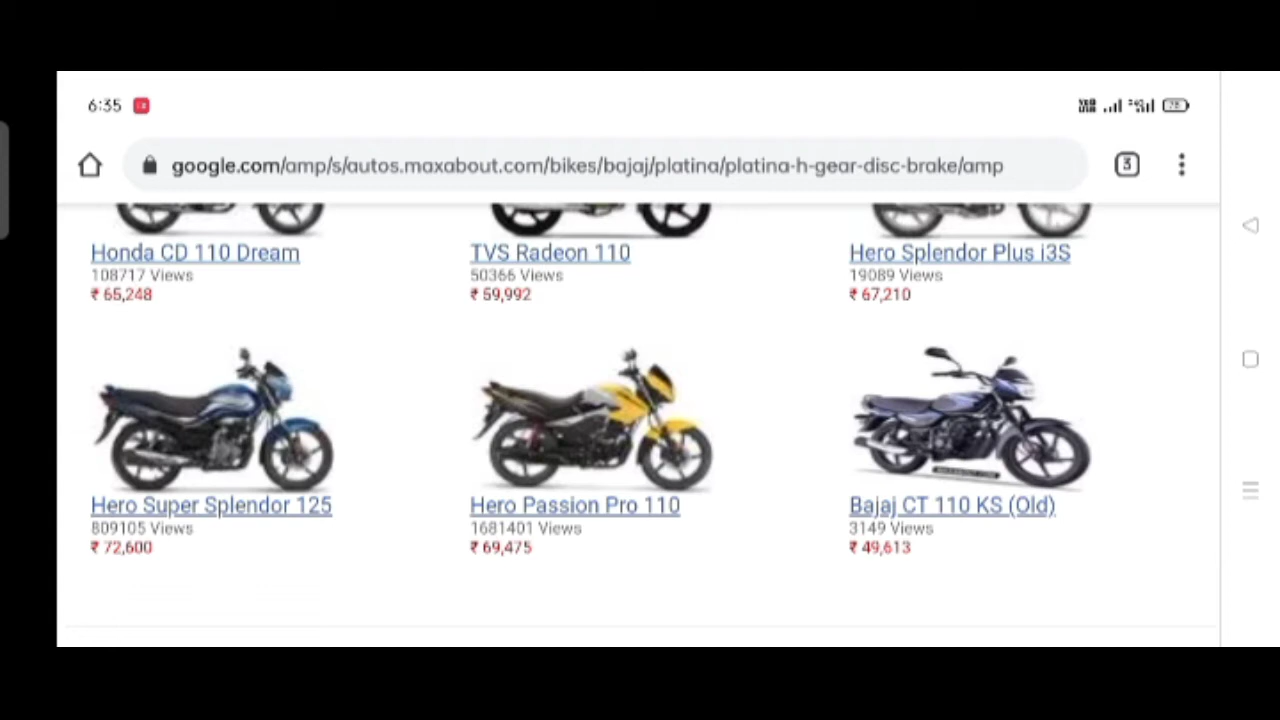 6:35
google.com/amp/s/autos.maxabout.com/bikes/bajaj/platina/platina-h-gear-disc-brake/amp
3
Honda CD 110 Dream
TVS Radeon 110
Hero Splendor Plus i3S
108717 Views
50366 Views
19089 Views
₹ 65,248
₹ 59,992
₹ 67,210
Hero Super Splendor 125
Hero Passion Pro 110
Bajaj CT 110 KS (Old)
809105 Views
1681401 Views
3149 Views
₹ 72,600
₹ 69,475
₹ 49,613